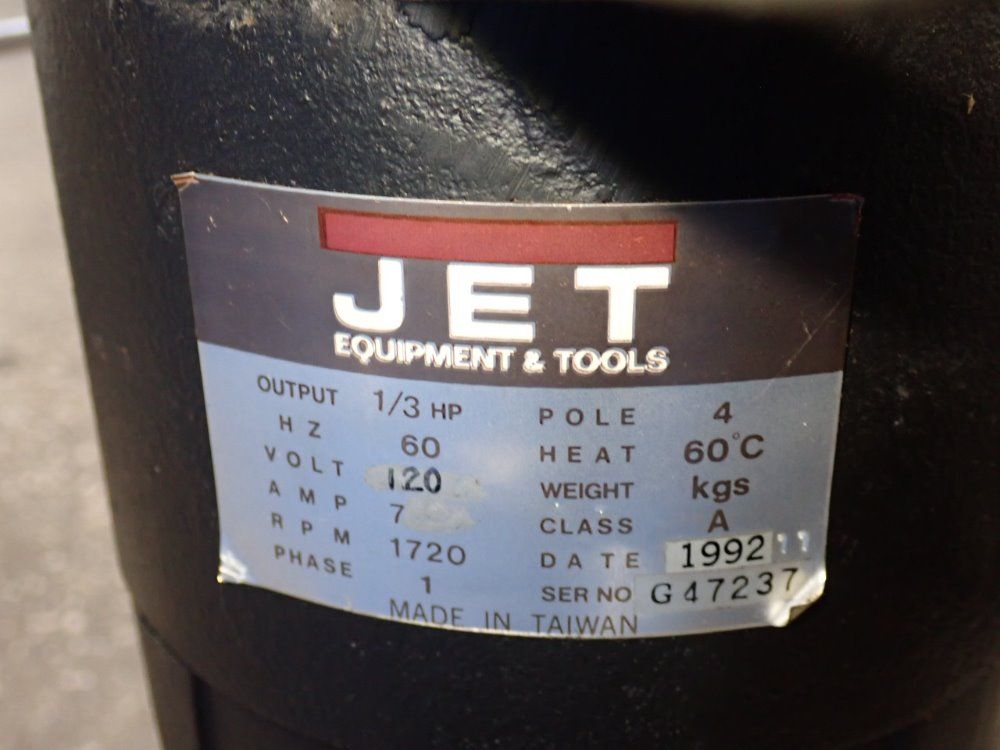 JET
EQUIPMENT & TOOLS
OUTPUT 1/3 HP
HZ 60
VOLT 120
AMP 7
RPM 1720
PHASE 1
POLE 4
HEAT 60°C
WEIGHT kgs
CLASS A
DATE 1992 11
SER NO G47237
MADE IN TAIWAN